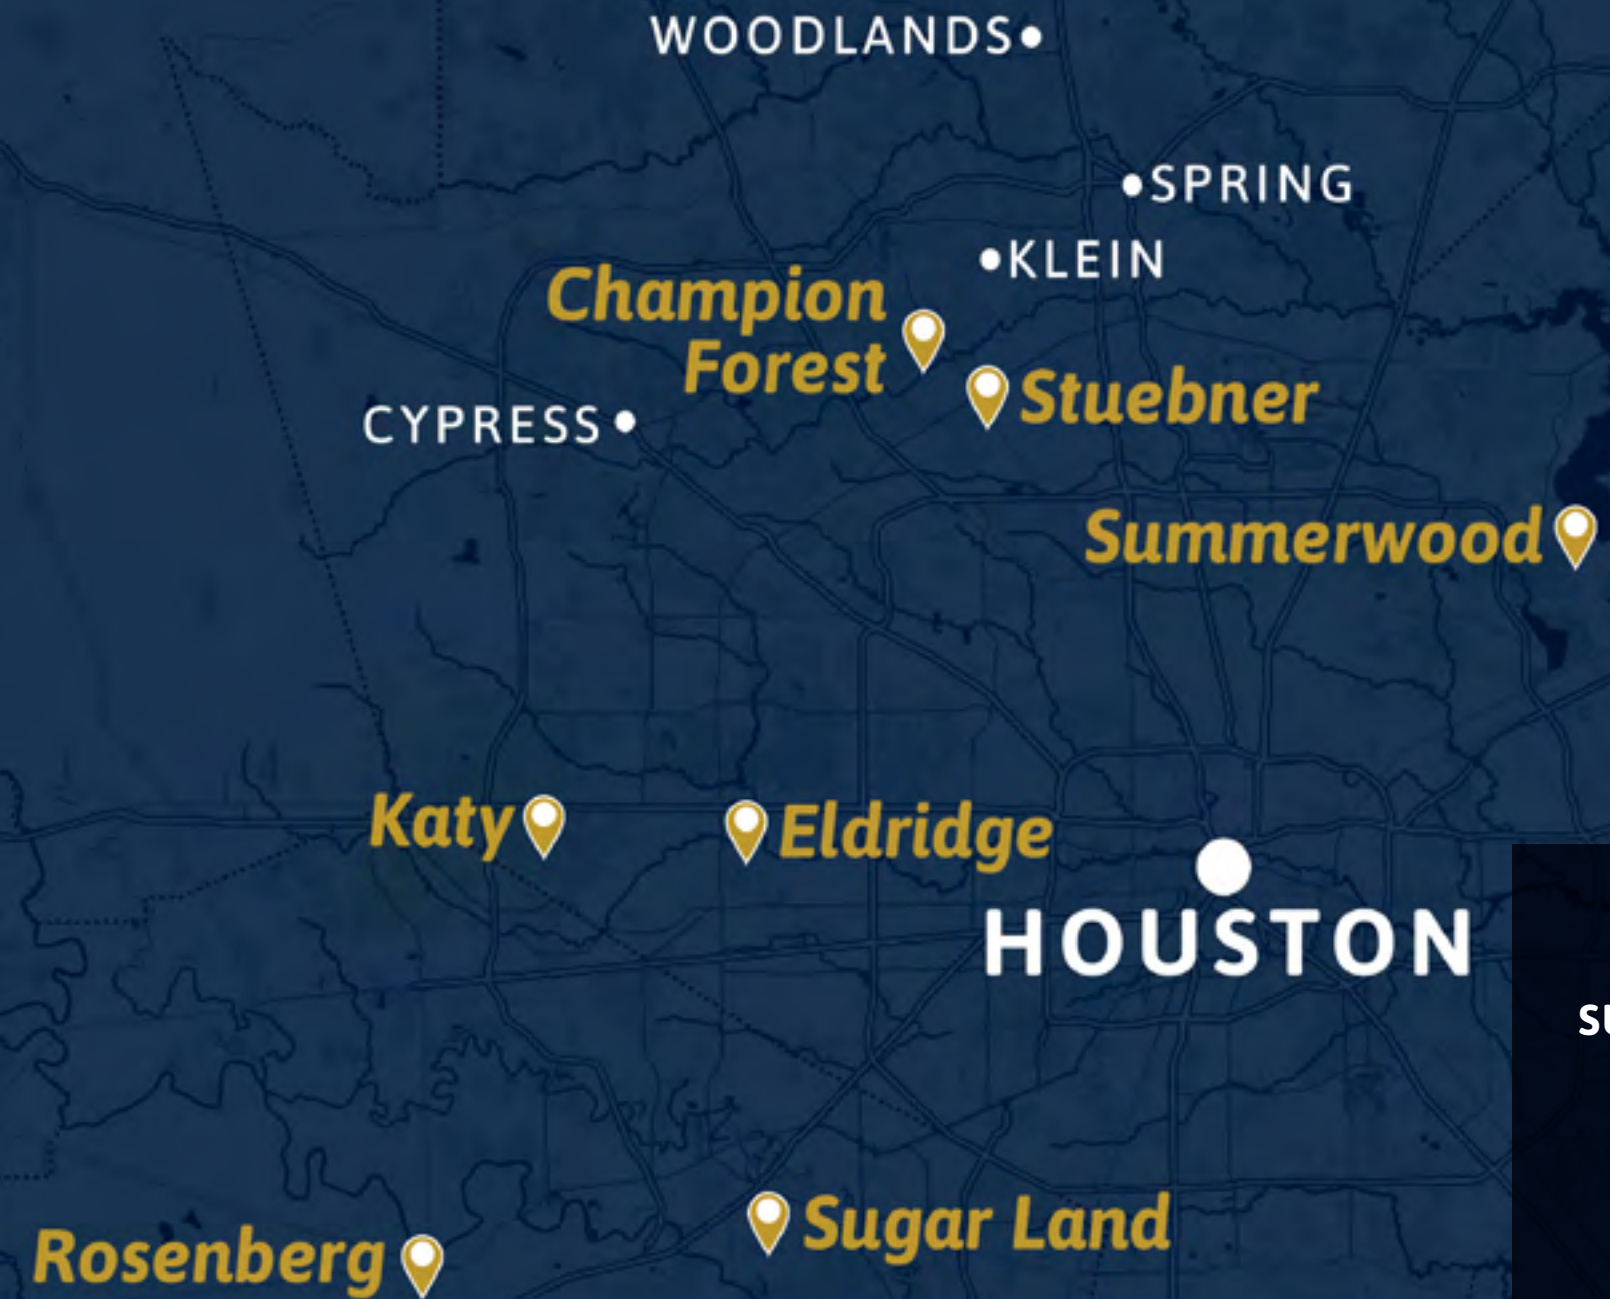 WOODLANDS
SPRING
KLEIN
Champion
Forest
Stuebner
CYPRESS
Summerwood
Katy
Eldridge
HOUSTON
Sugar Land
Rosenberg